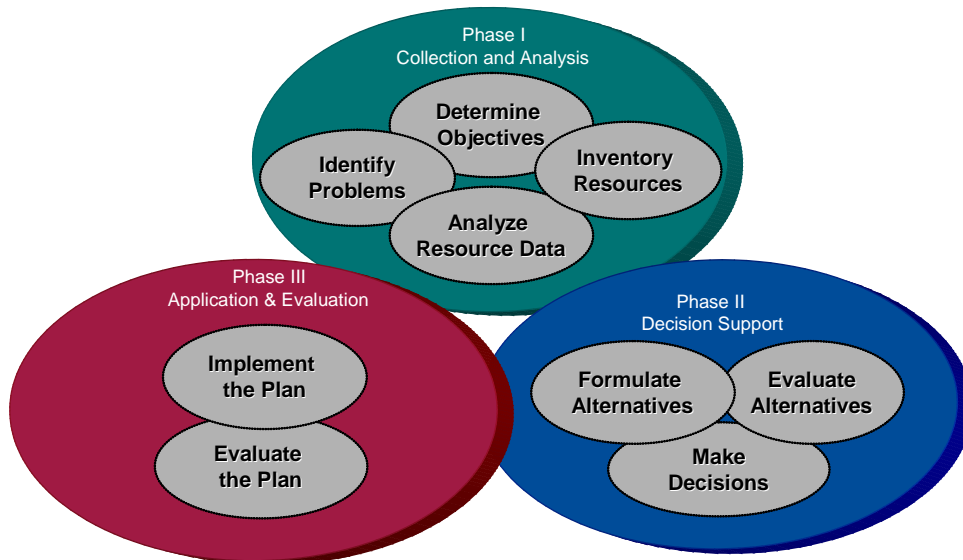 Phase I
Collection and Analysis
Determine
Objectives
Identify
Problems
Inventory
Resources
Analyze
Resource Data
Phase III
Application & Evaluation
Implement
the Plan
Evaluate
the Plan
Phase II
Decision Support
Formulate
Alternatives
Evaluate
Alternatives
Make
Decisions